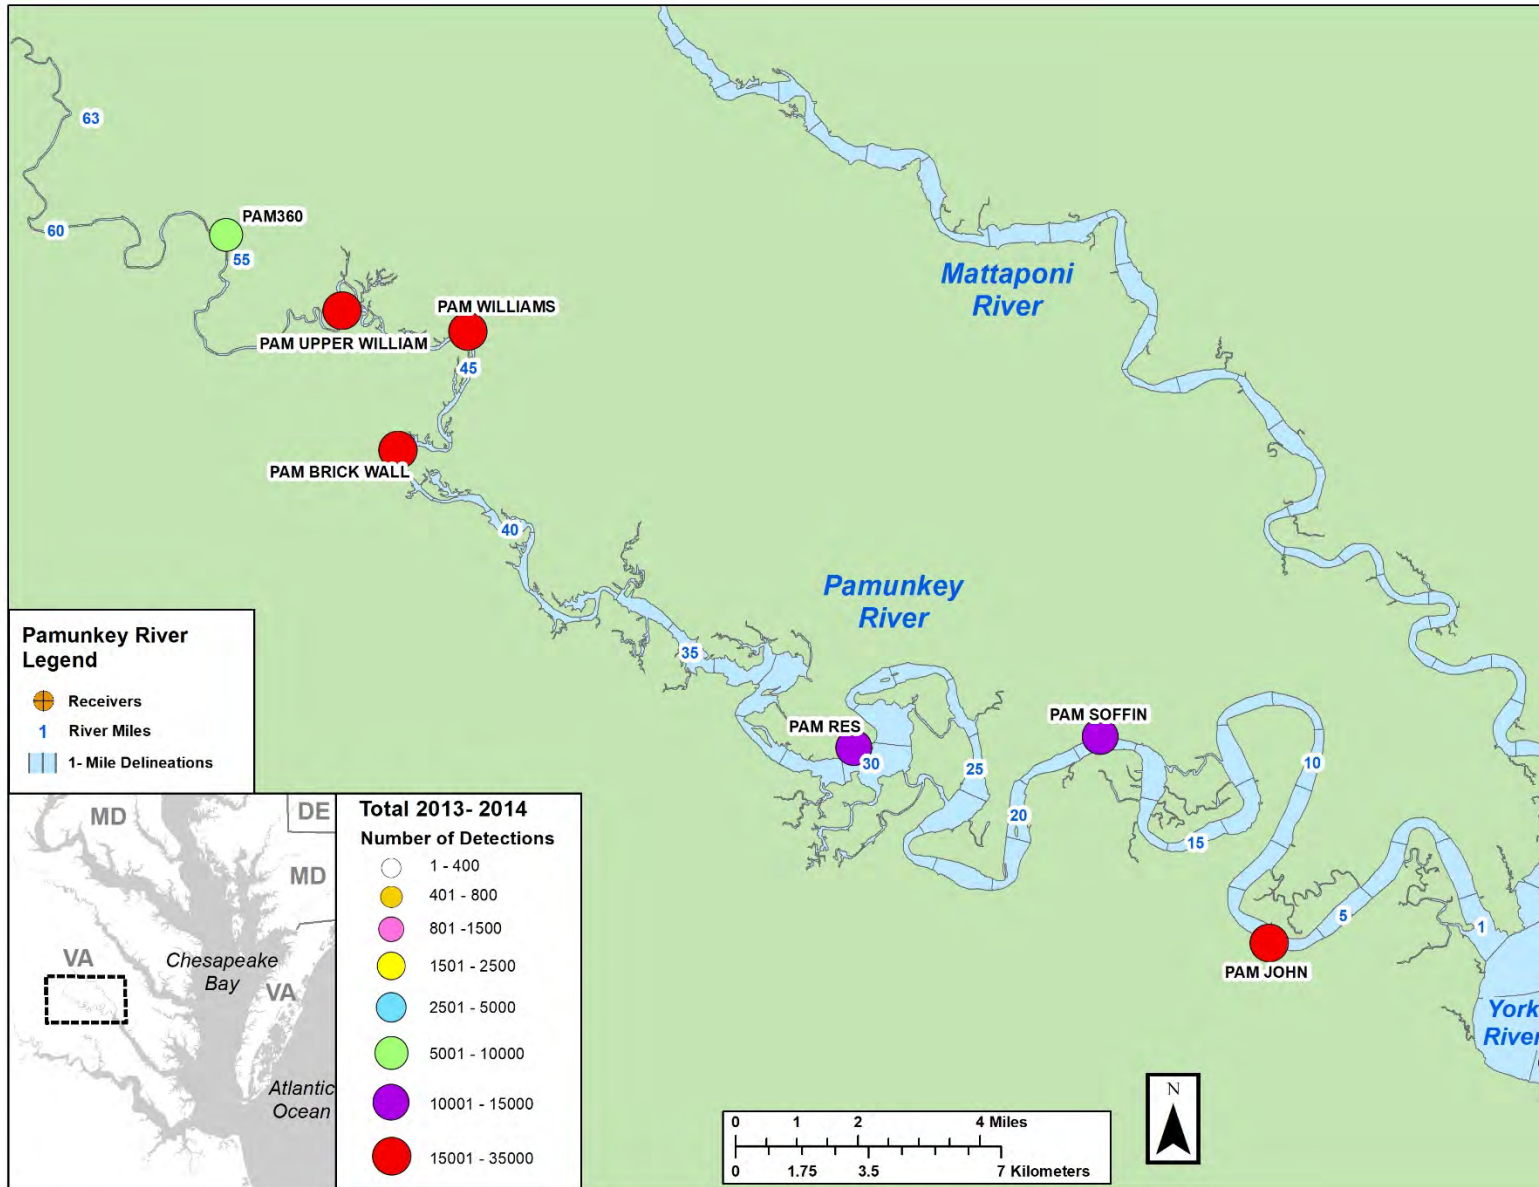 63
PAM360
60
55
PAM WILLIAMS
PAM UPPER WILLIAM
45
PAM BRICK WALL
40
Mattaponi
River
Pamunkey
River
35
PAM RES
30
25
PAM SOFFIN
20
15
10
5
1
PAM JOHN
York
River
Pamunkey River
Legend
Receivers
1 River Miles
1- Mile Delineations
MD
DE
MD
VA
Chesapeake
Bay
VA
Atlantic
Ocean
Total 2013- 2014
Number of Detections
1 - 400
401 - 800
801 -1500
1501 - 2500
2501 - 5000
5001 - 10000
10001 - 15000
15001 - 35000
0 1 2 4 Miles
0 1.75 3.5 7 Kilometers
N